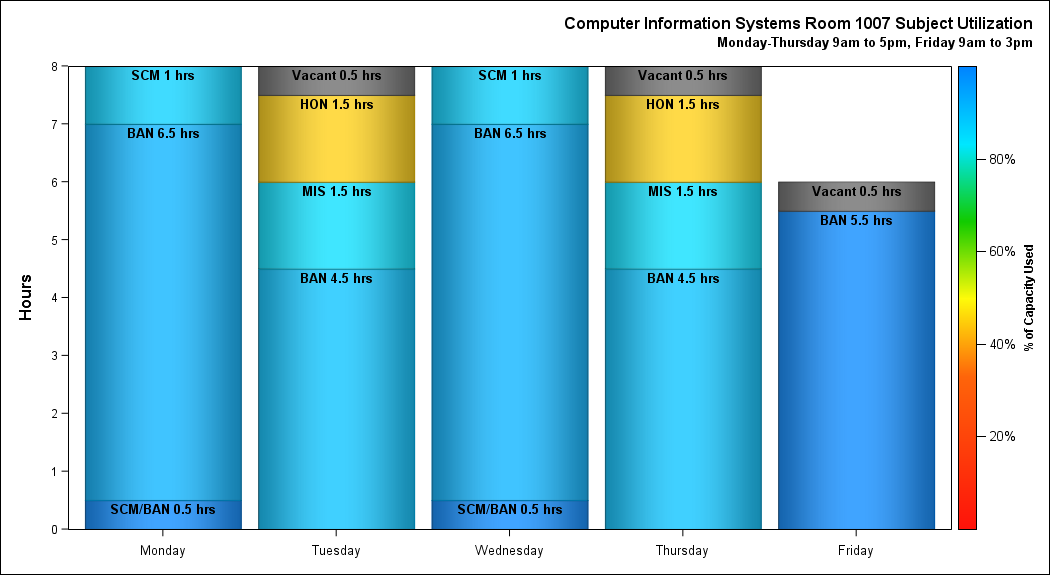 Computer Information Systems Room 1007 Subject Utilization
Monday-Thursday 9am to 5pm, Friday 9am to 3pm
Hours
8
7
6
5
4
3
2
1
0
SCM 1 hrs
BAN 6.5 hrs
SCM/BAN 0.5 hrs
Vacant 0.5 hrs
HON 1.5 hrs
MIS 1.5 hrs
BAN 4.5 hrs
SCM 1 hrs
BAN 6.5 hrs
SCM/BAN 0.5 hrs
Vacant 0.5 hrs
HON 1.5 hrs
MIS 1.5 hrs
BAN 4.5 hrs
Vacant 0.5 hrs
BAN 5.5 hrs
Monday
Tuesday
Wednesday
Thursday
Friday
80%
60%
40%
20%
% of Capacity Used